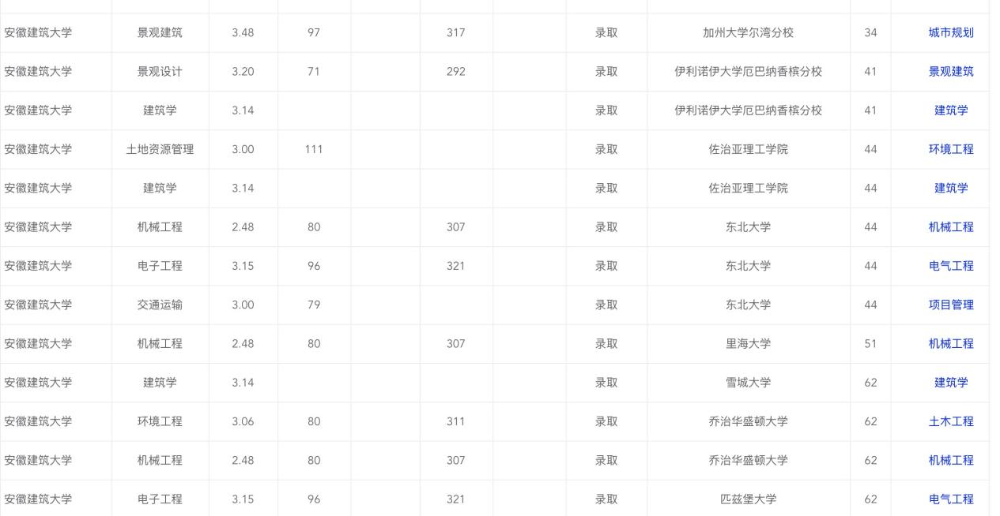 安徽建筑大学 景观建筑 3.48 97 317 录取 加州大学尔湾分校 34 城市规划
安徽建筑大学 景观设计 3.20 71 292 录取 伊利诺伊大学厄巴纳香槟分校 41 景观建筑
安徽建筑大学 建筑学 3.14 录取 伊利诺伊大学厄巴纳香槟分校 41 建筑学
安徽建筑大学 土地资源管理 3.00 111 录取 佐治亚理工学院 44 环境工程
安徽建筑大学 建筑学 3.14 录取 佐治亚理工学院 44 建筑学
安徽建筑大学 机械工程 2.48 80 307 录取 东北大学 44 机械工程
安徽建筑大学 电子工程 3.15 96 321 录取 东北大学 44 电气工程
安徽建筑大学 交通运输 3.00 79 录取 东北大学 44 项目管理
安徽建筑大学 机械工程 2.48 80 307 录取 里海大学 51 机械工程
安徽建筑大学 建筑学 3.14 录取 雪城大学 62 建筑学
安徽建筑大学 环境工程 3.06 80 311 录取 乔治华盛顿大学 62 土木工程
安徽建筑大学 机械工程 2.48 80 307 录取 乔治华盛顿大学 62 机械工程
安徽建筑大学 电子工程 3.15 96 321 录取 匹兹堡大学 62 电气工程